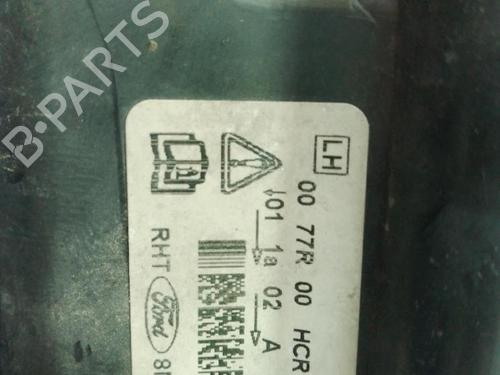 B-PARTS
LH
00 77R 00 HCR
01 1a 02 A
RHT Ford